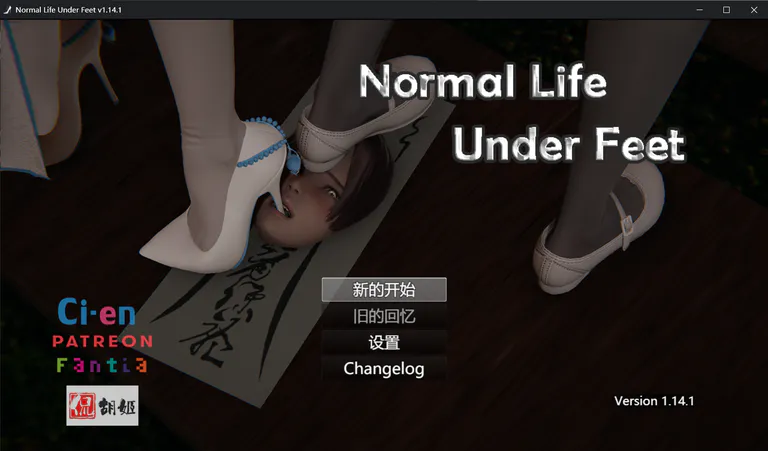 Normal Life Under Feet v1.14.1
Normal Life
Under Feet
新的开始
旧的回忆
设置
Changelog
Ci-en
PATREON
Fantia
侃
胡姬
Version 1.14.1